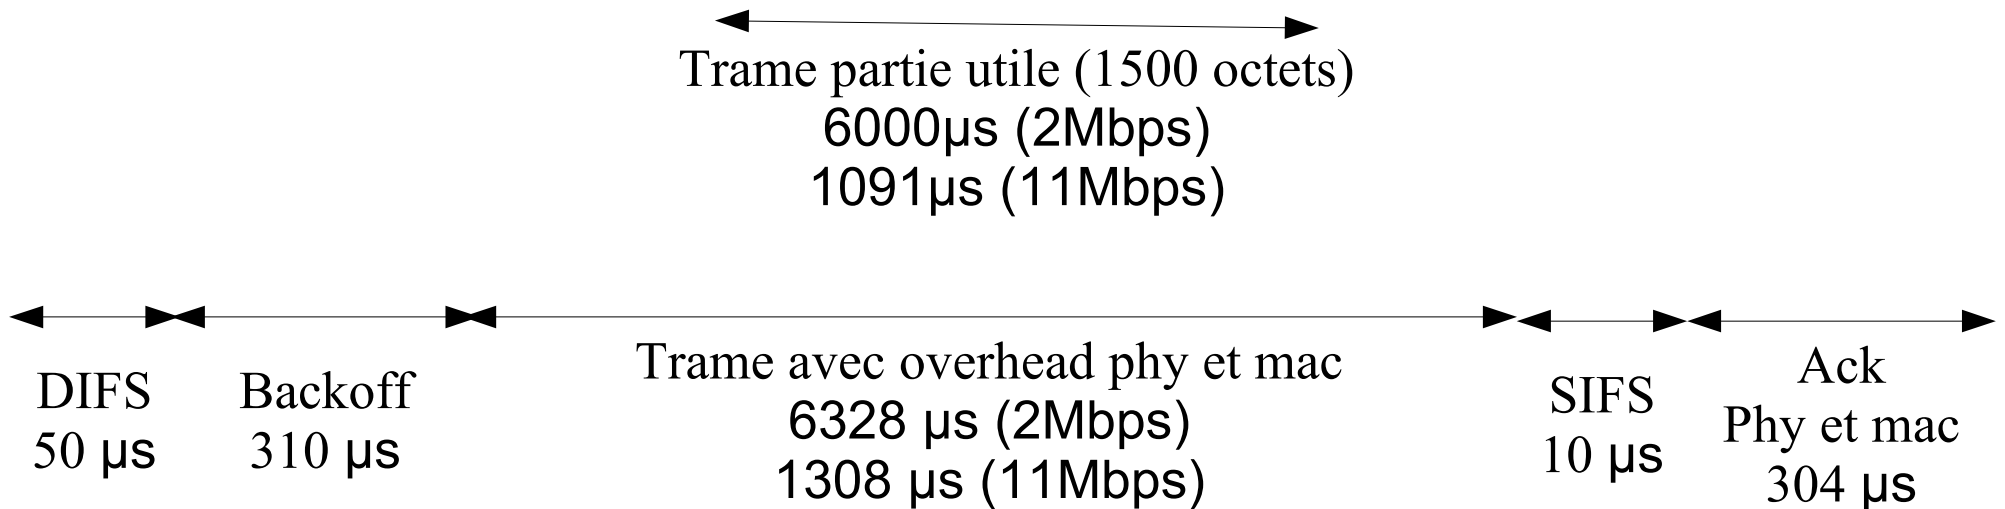 Trame partie utile (1500 octets)
6000µs (2Mbps)
1091µs (11Mbps)
DIFS
50 µs
Backoff
310 µs
Trame avec overhead phy et mac
6328 µs (2Mbps)
1308 µs (11Mbps)
SIFS
10 µs
Ack
Phy et mac
304 µs